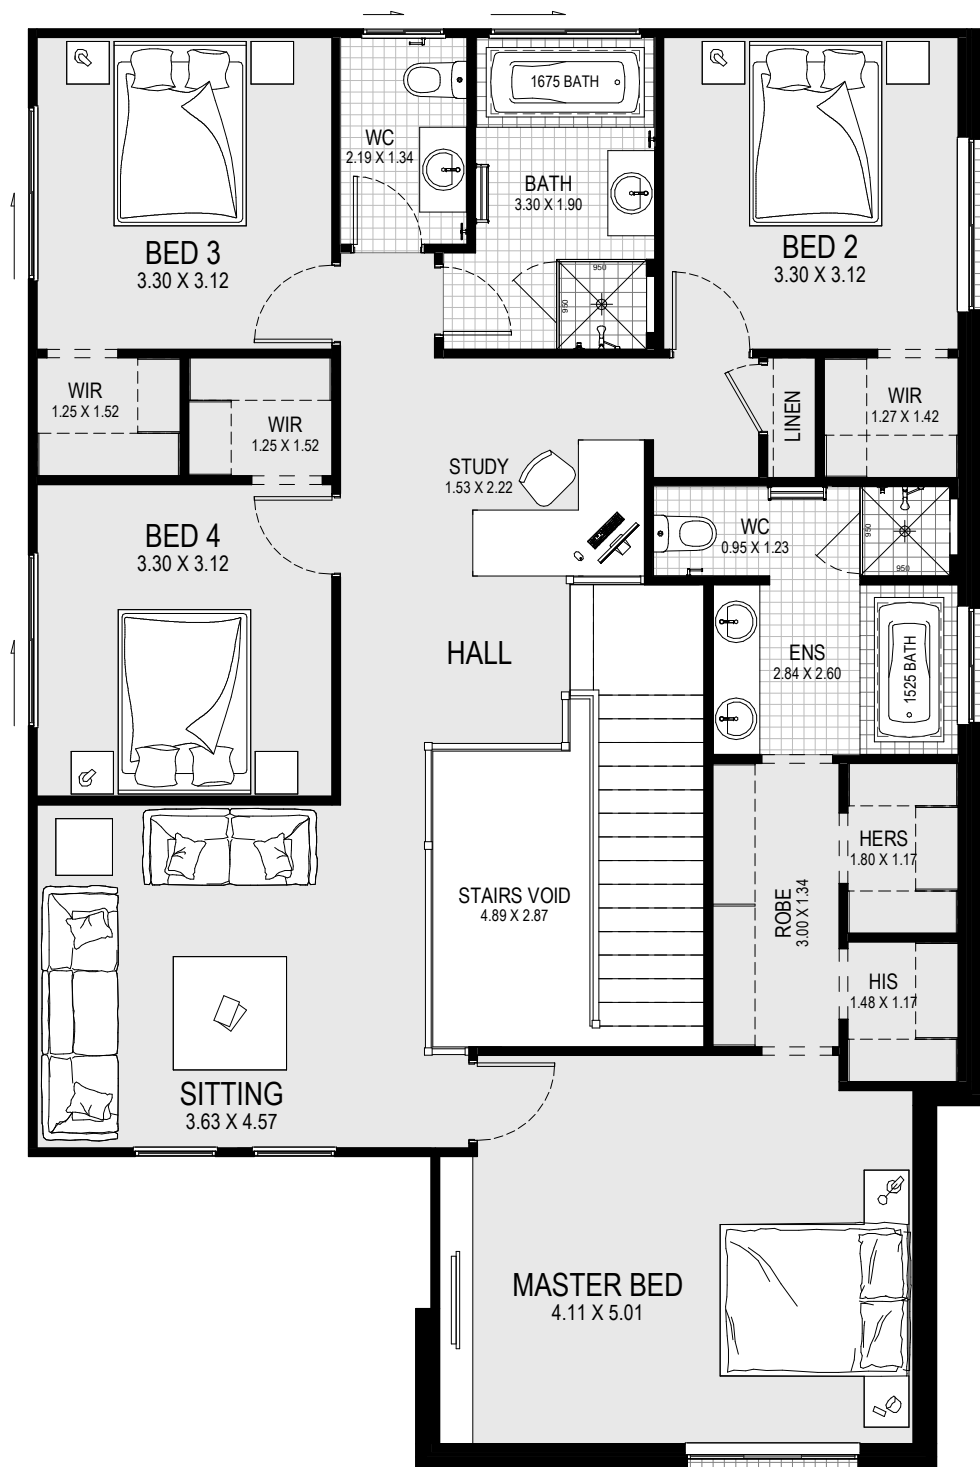 1675 BATH
WC
2.19 X 1.34
BATH
3.30 X 1.90
BED 3
3.30 X 3.12
BED 2
3.30 X 3.12
950
950
WIR
1.25 X 1.52
WIR
1.25 X 1.52
LINEN
WIR
1.27 X 1.42
STUDY
1.53 X 2.22
BED 4
3.30 X 3.12
WC
0.95 X 1.23
950
950
HALL
ENS
2.84 X 2.60
1525 BATH
STAIRS VOID
4.89 X 2.87
ROBE
3.00 X 1.34
HERS
1.80 X 1.17
HIS
1.48 X 1.17
SITTING
3.63 X 4.57
MASTER BED
4.11 X 5.01